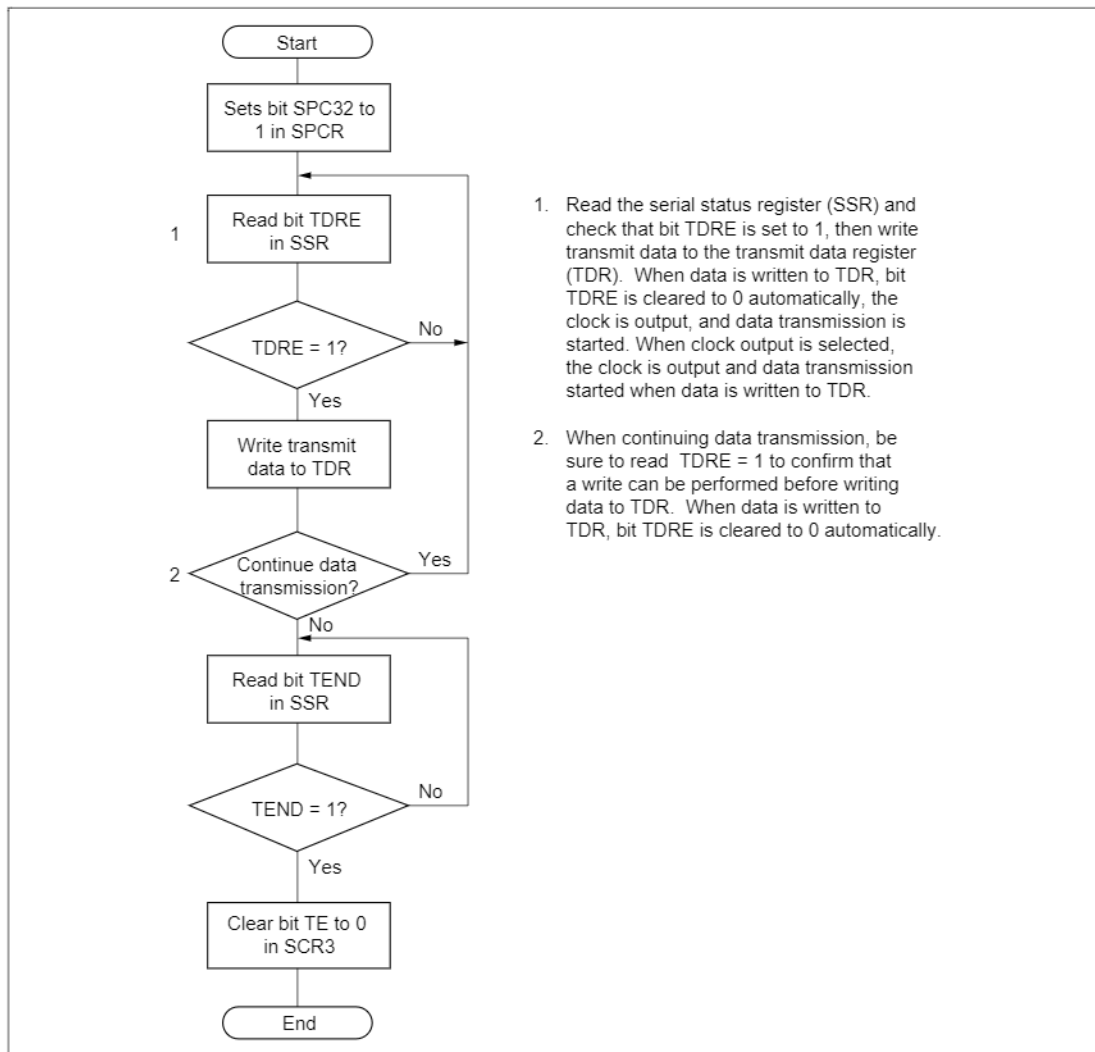 Start
Sets bit SPC32 to
1 in SPCR
1
Read bit TDRE
in SSR
TDRE = 1?
No
Yes
Write transmit
data to TDR
2
Continue data
transmission?
Yes
No
Read bit TEND
in SSR
TEND = 1?
No
Yes
Clear bit TE to 0
in SCR3
End
1. Read the serial status register (SSR) and
check that bit TDRE is set to 1, then write
transmit data to the transmit data register
(TDR). When data is written to TDR, bit
TDRE is cleared to 0 automatically, the
clock is output, and data transmission is
started. When clock output is selected,
the clock is output and data transmission
started when data is written to TDR.
2. When continuing data transmission, be
sure to read TDRE = 1 to confirm that
a write can be performed before writing
data to TDR. When data is written to
TDR, bit TDRE is cleared to 0 automatically.